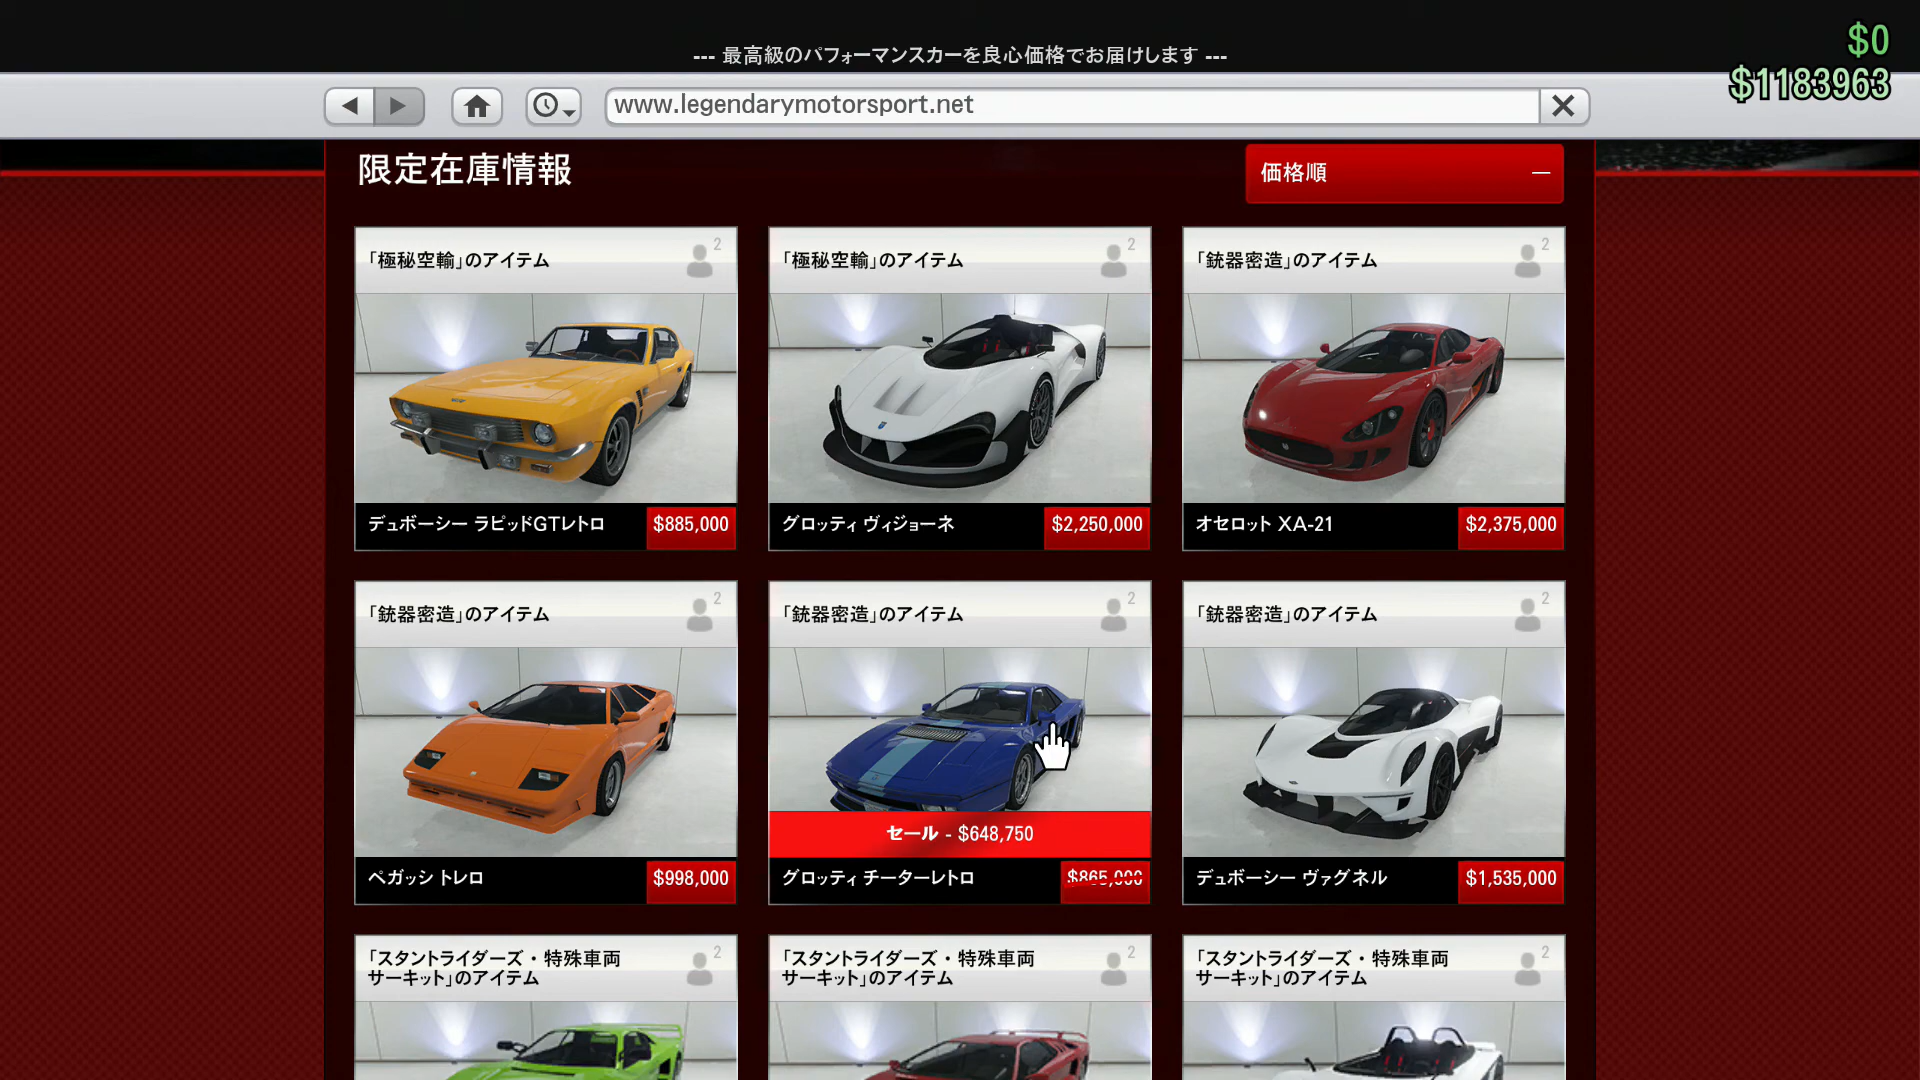 --- 最高級のパフォーマンスカーを良心価格でお届けします ---
$0
$1183963
www.legendarymotorsport.net
限定在庫情報
価格順
「極秘空輸」のアイテム 2
「極秘空輸」のアイテム 2
「銃器密造」のアイテム 2
デュボーシー ラピッドGTレトロ $885,000
グロッティ ヴィジョーネ $2,250,000
オセロット XA-21 $2,375,000
「銃器密造」のアイテム 2
「銃器密造」のアイテム 2
「銃器密造」のアイテム 2
セール - $648,750
ペガッシ トレロ $998,000
グロッティ チーターレトロ $865,000
デュボーシー ヴァグネル $1,535,000
「スタントライダーズ・特殊車両 2
サーキット」のアイテム
「スタントライダーズ・特殊車両 2
サーキット」のアイテム
「スタントライダーズ・特殊車両 2
サーキット」のアイテム